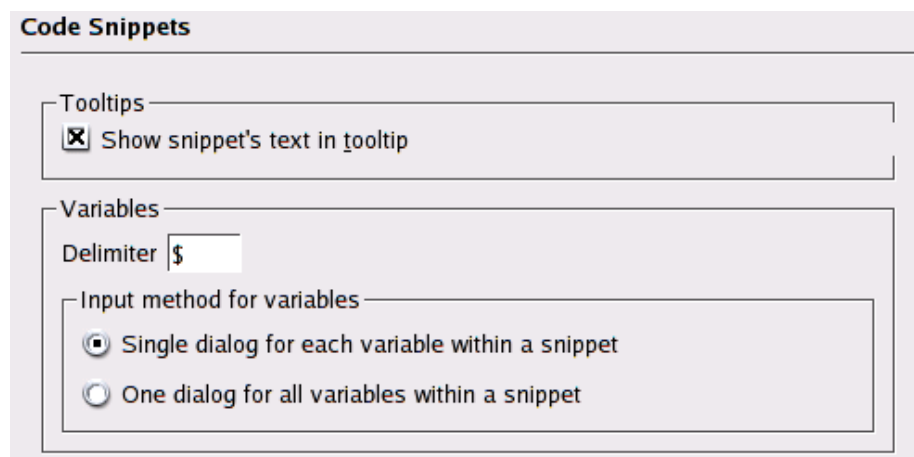 Code Snippets
Tooltips
Show snippet's text in tooltip
Variables
Delimiter $
Input method for variables
Single dialog for each variable within a snippet
One dialog for all variables within a snippet